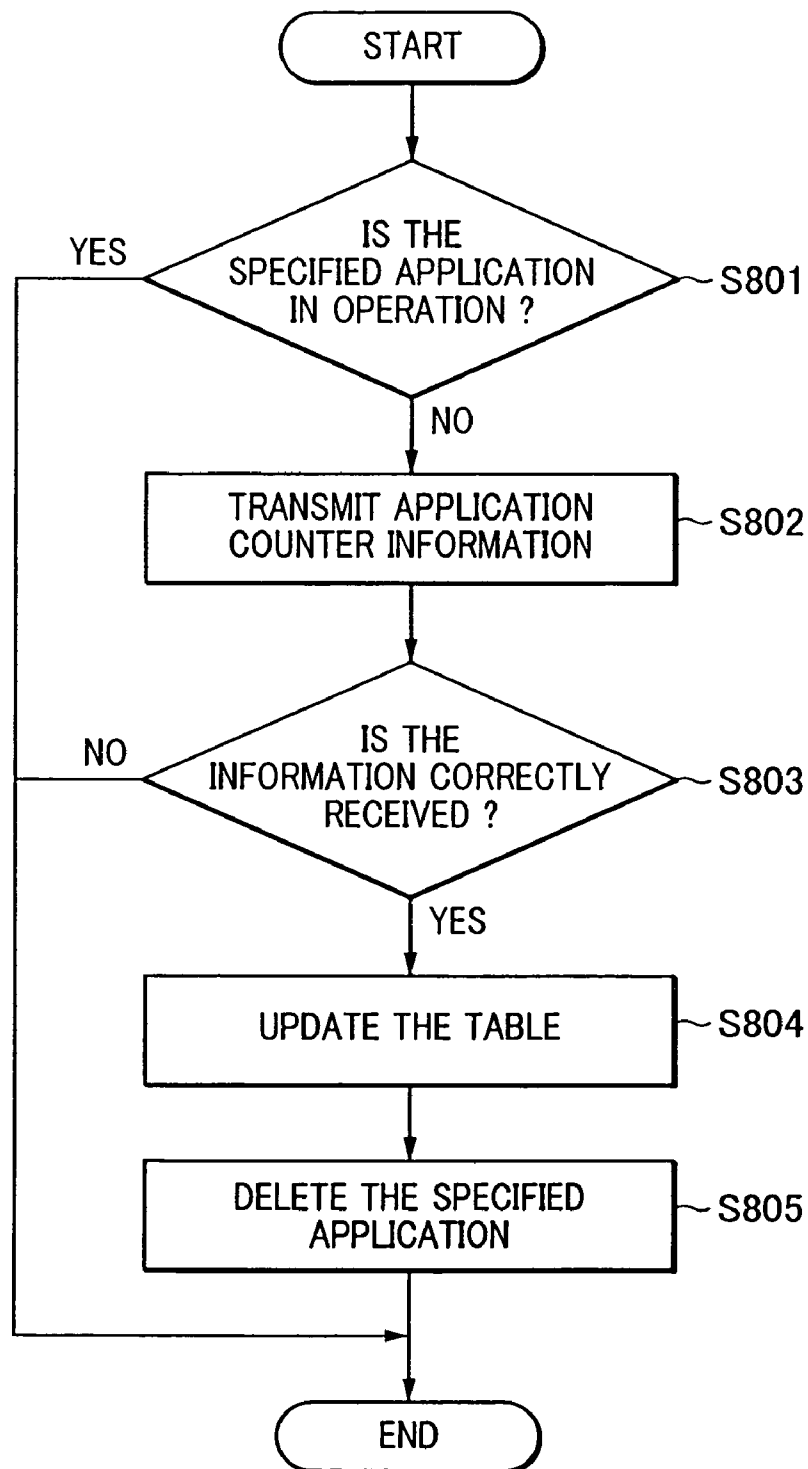 START
IS THE
YES
SPECIFIED APPLICATION
S801
IN OPERATION ?
NO
TRANSMIT APPLICATION
COUNTER INFORMATION
S802
IS THE
NO
INFORMATION CORRECTLY
S803
RECEIVED ?
YES
UPDATE THE TABLE
S804
DELETE THE SPECIFIED
APPLICATION
S805
END